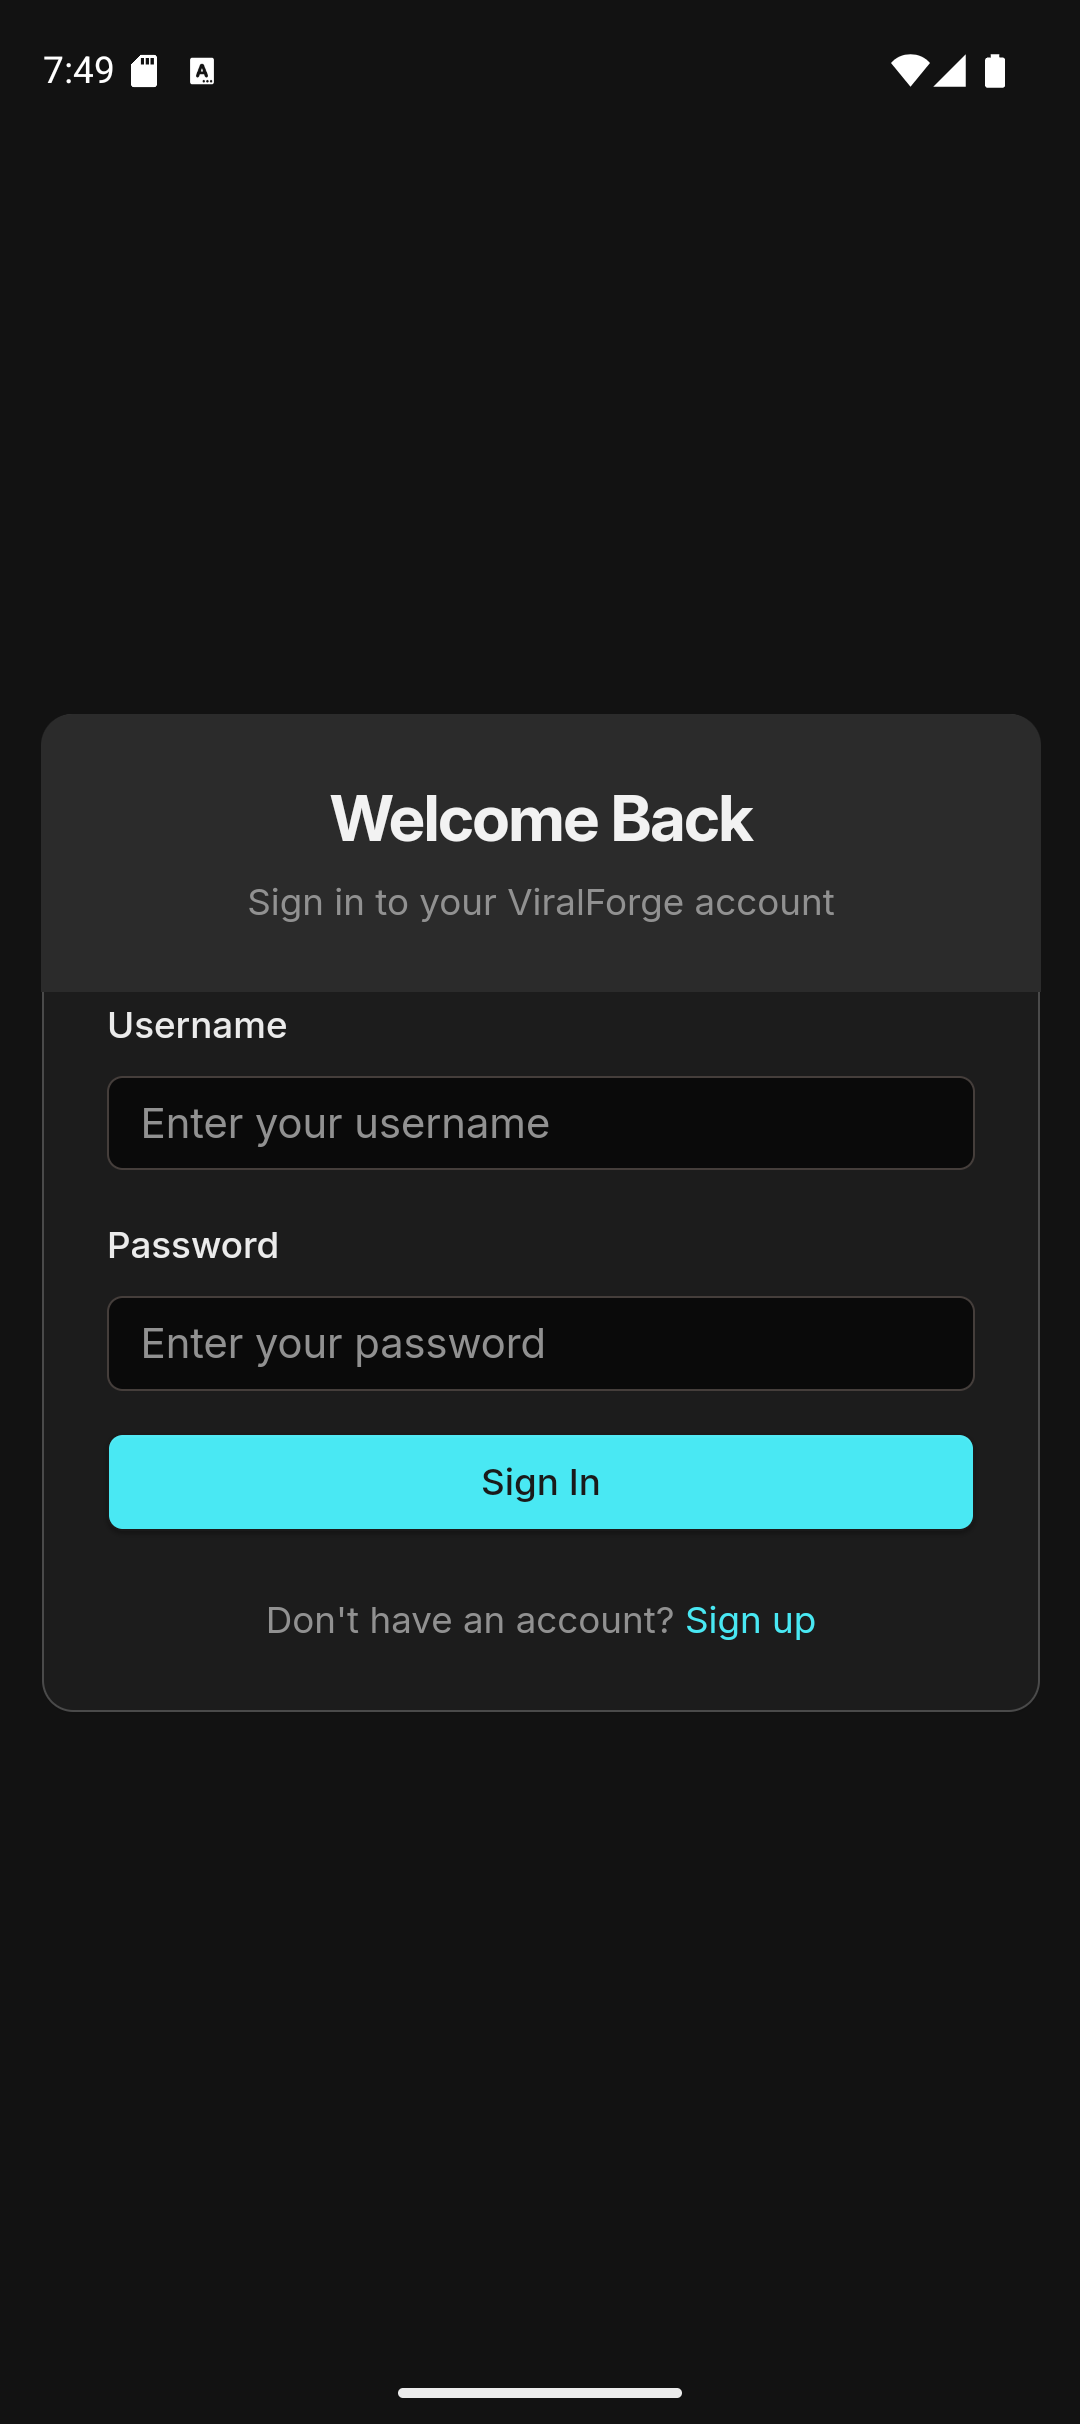 7:49
Welcome Back
Sign in to your ViralForge account
Username
Enter your username
Password
Enter your password
Sign In
Don't have an account? Sign up